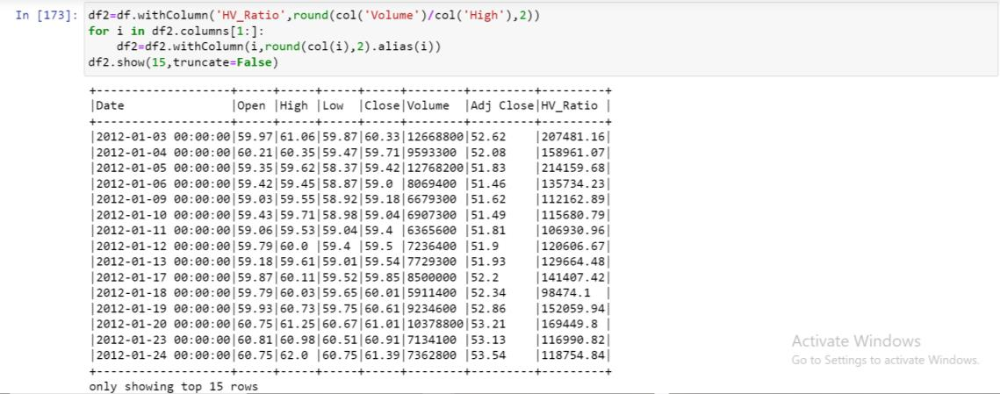 In [173]: df2=df.withColumn('HV_Ratio',round(col('Volume')/col('High'),2))
for i in df2.columns[1:]:
    df2=df2.withColumn(i,round(col(i),2).alias(i))
df2.show(15,truncate=False)
+-------------------+-----+-----+-----+-----+--------+---------+---------+
|Date               |Open |High |Low  |Close|Volume  |Adj Close|HV_Ratio |
+-------------------+-----+-----+-----+-----+--------+---------+---------+
|2012-01-03 00:00:00|59.97|61.06|59.87|60.33|12668800|52.62    |207481.16|
|2012-01-04 00:00:00|60.21|60.35|59.47|59.71|9593300 |52.08    |158961.07|
|2012-01-05 00:00:00|59.35|59.62|58.37|59.42|12768200|51.83    |214159.68|
|2012-01-06 00:00:00|59.42|59.45|58.87|59.0 |8069400 |51.46    |135734.23|
|2012-01-09 00:00:00|59.03|59.55|58.92|59.18|6679300 |51.62    |112162.89|
|2012-01-10 00:00:00|59.43|59.71|58.98|59.04|6907300 |51.49    |115680.79|
|2012-01-11 00:00:00|59.06|59.53|59.04|59.4 |6365600 |51.81    |106930.96|
|2012-01-12 00:00:00|59.79|60.0 |59.4 |59.5 |7236400 |51.9     |120606.67|
|2012-01-13 00:00:00|59.18|59.61|59.01|59.54|7729300 |51.93    |129664.48|
|2012-01-17 00:00:00|59.87|60.11|59.52|59.85|8500000 |52.2     |141407.42|
|2012-01-18 00:00:00|59.79|60.03|59.65|60.01|5911400 |52.34    |98474.1  |
|2012-01-19 00:00:00|59.93|60.73|59.75|60.61|9234600 |52.86    |152059.94|
|2012-01-20 00:00:00|60.75|61.25|60.67|61.01|10378800|53.21    |169449.8 |
|2012-01-23 00:00:00|60.81|60.98|60.51|60.91|7134100 |53.13    |116990.82|
|2012-01-24 00:00:00|60.75|62.0 |60.75|61.39|7362800 |53.54    |118754.84|
+-------------------+-----+-----+-----+-----+--------+---------+---------+
only showing top 15 rows
Activate Windows
Go to Settings to activate Windows.